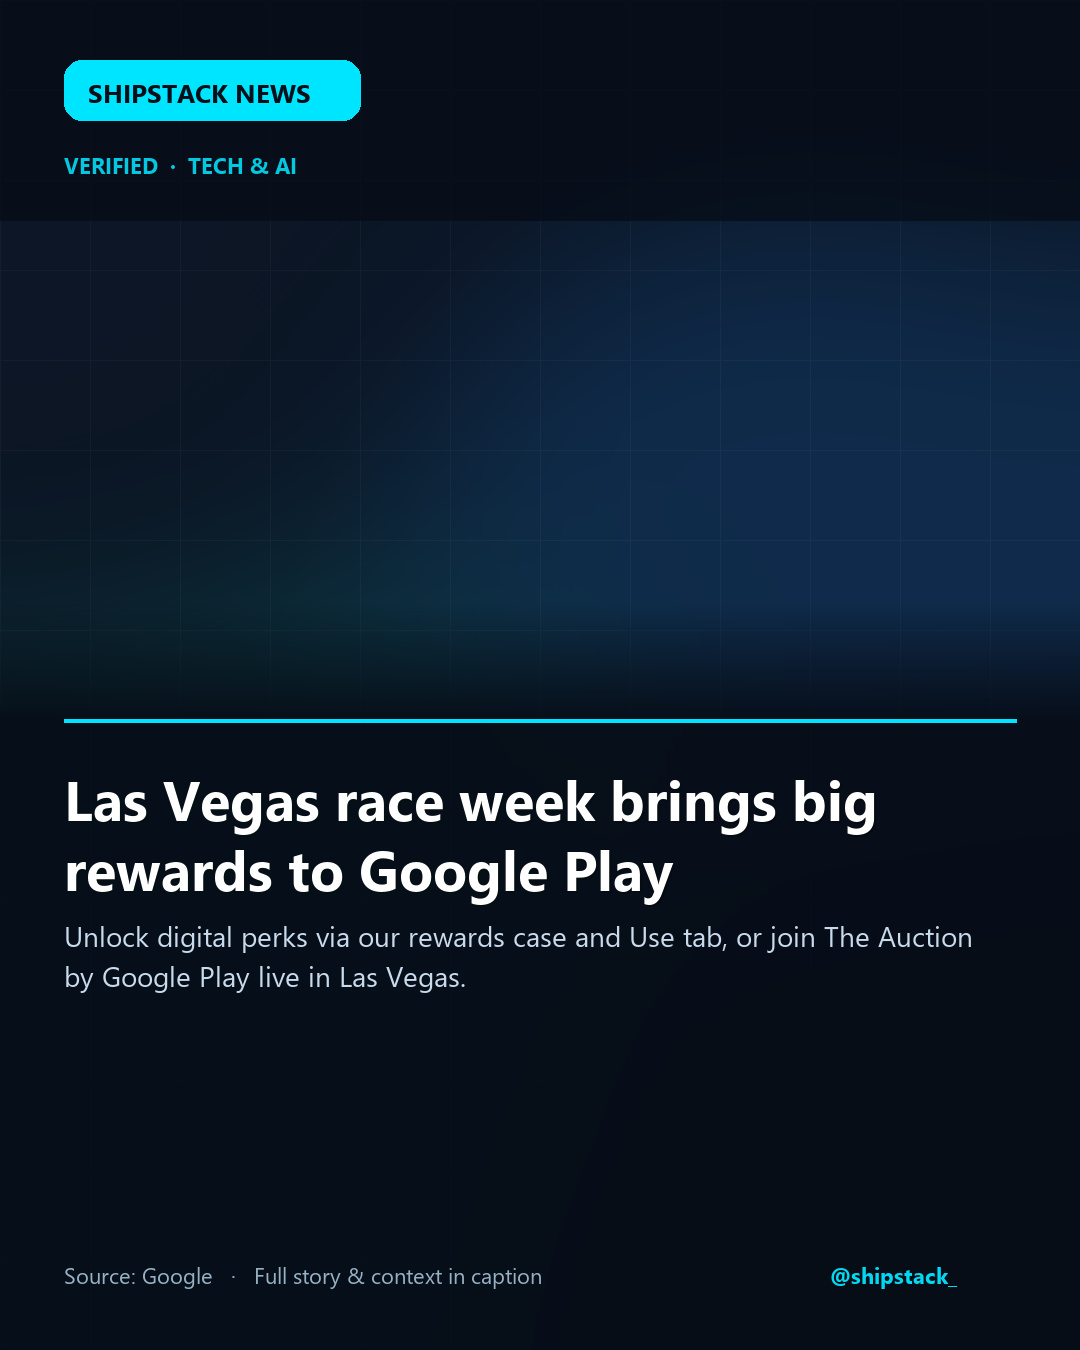 SHIPSTACK NEWS
VERIFIED · TECH & AI
Las Vegas race week brings big
rewards to Google Play
Unlock digital perks via our rewards case and Use tab, or join The Auction
by Google Play live in Las Vegas.
Source: Google · Full story & context in caption
@shipstack_